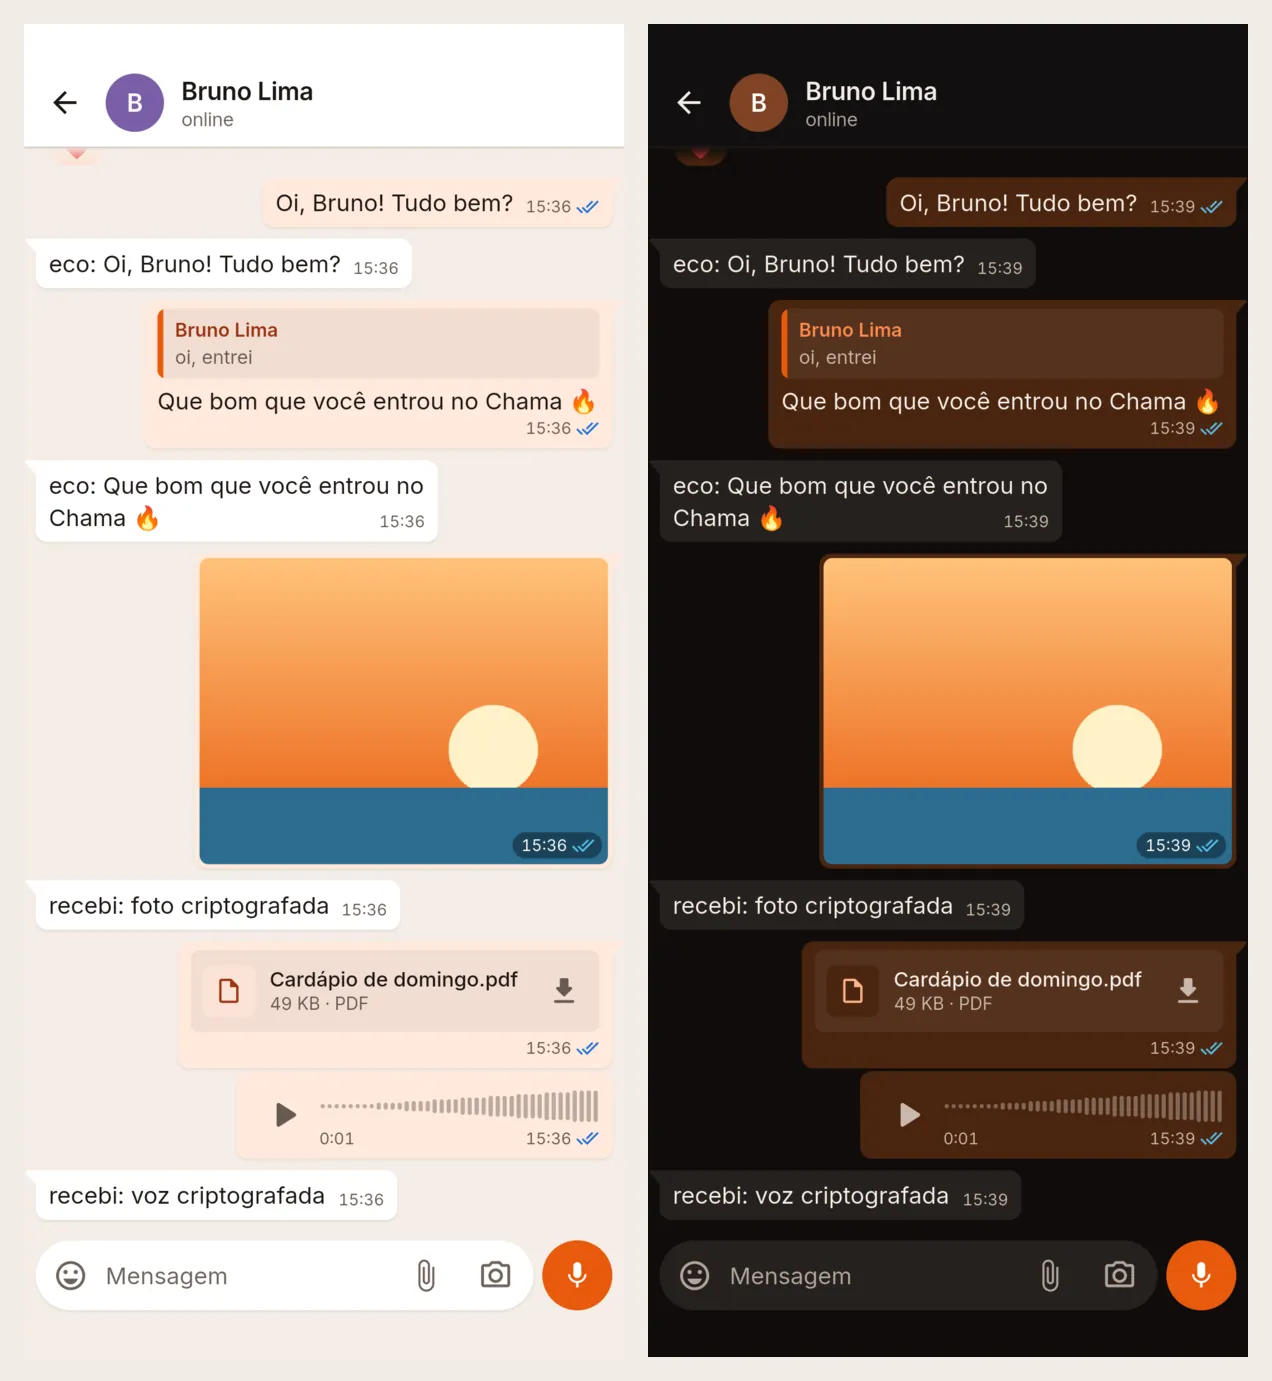 B
Bruno Lima
online
Oi, Bruno! Tudo bem? 15:36
eco: Oi, Bruno! Tudo bem? 15:36
Bruno Lima
oi, entrei
Que bom que você entrou no Chama 🔥
15:36
eco: Que bom que você entrou no
Chama 🔥 15:36
15:36
recebi: foto criptografada 15:36
Cardápio de domingo.pdf
49 KB · PDF
15:36
0:01 15:36
recebi: voz criptografada 15:36
Mensagem
B
Bruno Lima
online
Oi, Bruno! Tudo bem? 15:39
eco: Oi, Bruno! Tudo bem? 15:39
Bruno Lima
oi, entrei
Que bom que você entrou no Chama 🔥
15:39
eco: Que bom que você entrou no
Chama 🔥 15:39
15:39
recebi: foto criptografada 15:39
Cardápio de domingo.pdf
49 KB · PDF
15:39
0:01 15:39
recebi: voz criptografada 15:39
Mensagem